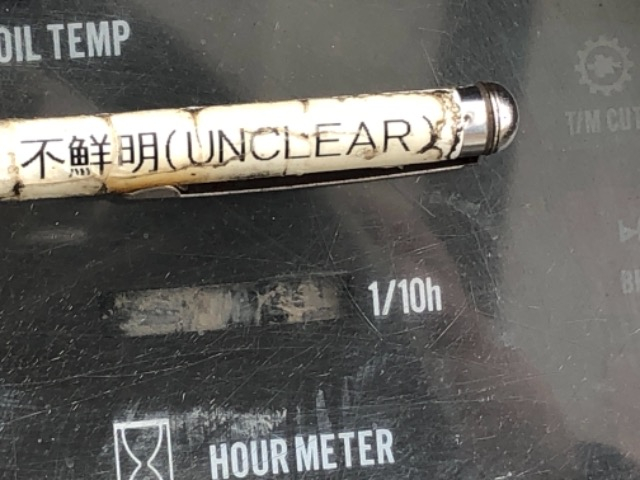 OIL TEMP
不鮮明(UNCLEAR)
T/M CUT
1/10h
HOUR METER